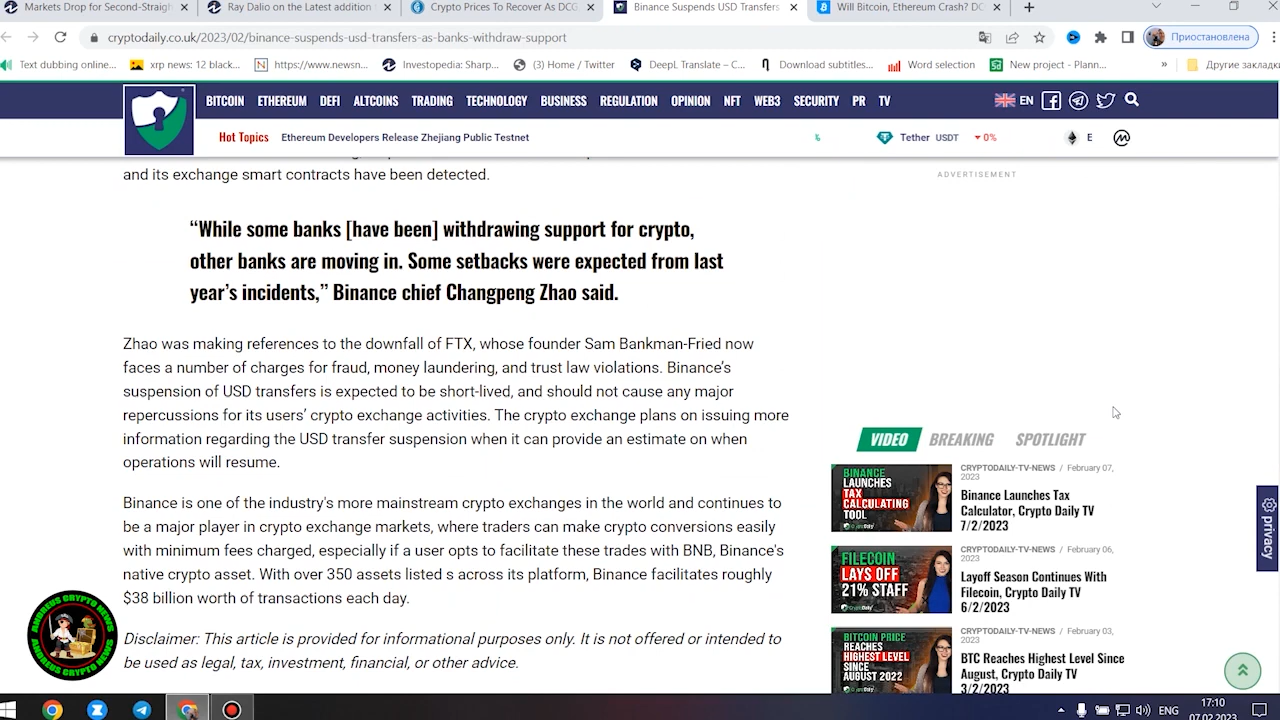 Markets Drop for Second-Straigh
Ray Dalio on the Latest addition
Crypto Prices To Recover As DCG
Binance Suspends USD Transfers
Will Bitcoin, Ethereum Crash? DC
cryptodaily.co.uk/2023/02/binance-suspends-usd-transfers-as-banks-withdraw-support
Приостановлена
Text dubbing online...
xrp news: 12 black...
https://www.newsn...
Investopedia: Sharp...
(3) Home / Twitter
DeepL Translate – C...
Download subtitles...
Word selection
New project - Plann...
»
Другие закладки
BITCOIN ETHEREUM DEFI ALTCOINS TRADING TECHNOLOGY BUSINESS REGULATION OPINION NFT WEB3 SECURITY PR TV
EN
Hot Topics Ethereum Developers Release Zhejiang Public Testnet
Tether USDT 0%
E
and its exchange smart contracts have been detected.
ADVERTISEMENT
“While some banks [have been] withdrawing support for crypto,
other banks are moving in. Some setbacks were expected from last
year’s incidents,” Binance chief Changpeng Zhao said.
Zhao was making references to the downfall of FTX, whose founder Sam Bankman-Fried now
faces a number of charges for fraud, money laundering, and trust law violations. Binance’s
suspension of USD transfers is expected to be short-lived, and should not cause any major
repercussions for its users’ crypto exchange activities. The crypto exchange plans on issuing more
information regarding the USD transfer suspension when it can provide an estimate on when
operations will resume.
Binance is one of the industry's more mainstream crypto exchanges in the world and continues to
be a major player in crypto exchange markets, where traders can make crypto conversions easily
with minimum fees charged, especially if a user opts to facilitate these trades with BNB, Binance's
native crypto asset. With over 350 assets listed s across its platform, Binance facilitates roughly
$38 billion worth of transactions each day.
Disclaimer: This article is provided for informational purposes only. It is not offered or intended to
be used as legal, tax, investment, financial, or other advice.
VIDEO BREAKING SPOTLIGHT
BINANCE
LAUNCHES
TAX
CALCULATING
TOOL
CRYPTODAILY-TV-NEWS / February 07,
2023
Binance Launches Tax
Calculator, Crypto Daily TV
7/2/2023
FILECOIN
LAYS OFF
21% STAFF
CRYPTODAILY-TV-NEWS / February 06,
2023
Layoff Season Continues With
Filecoin, Crypto Daily TV
6/2/2023
BITCOIN PRICE
REACHES
HIGHEST LEVEL
SINCE
AUGUST 2022
CRYPTODAILY-TV-NEWS / February 03,
2023
BTC Reaches Highest Level Since
August, Crypto Daily TV
3/2/2023
privacy
ANDREUS CRYPTO NEWS
ANDREUS CRYPTO NEWS
ENG
17:10
07.02.2023